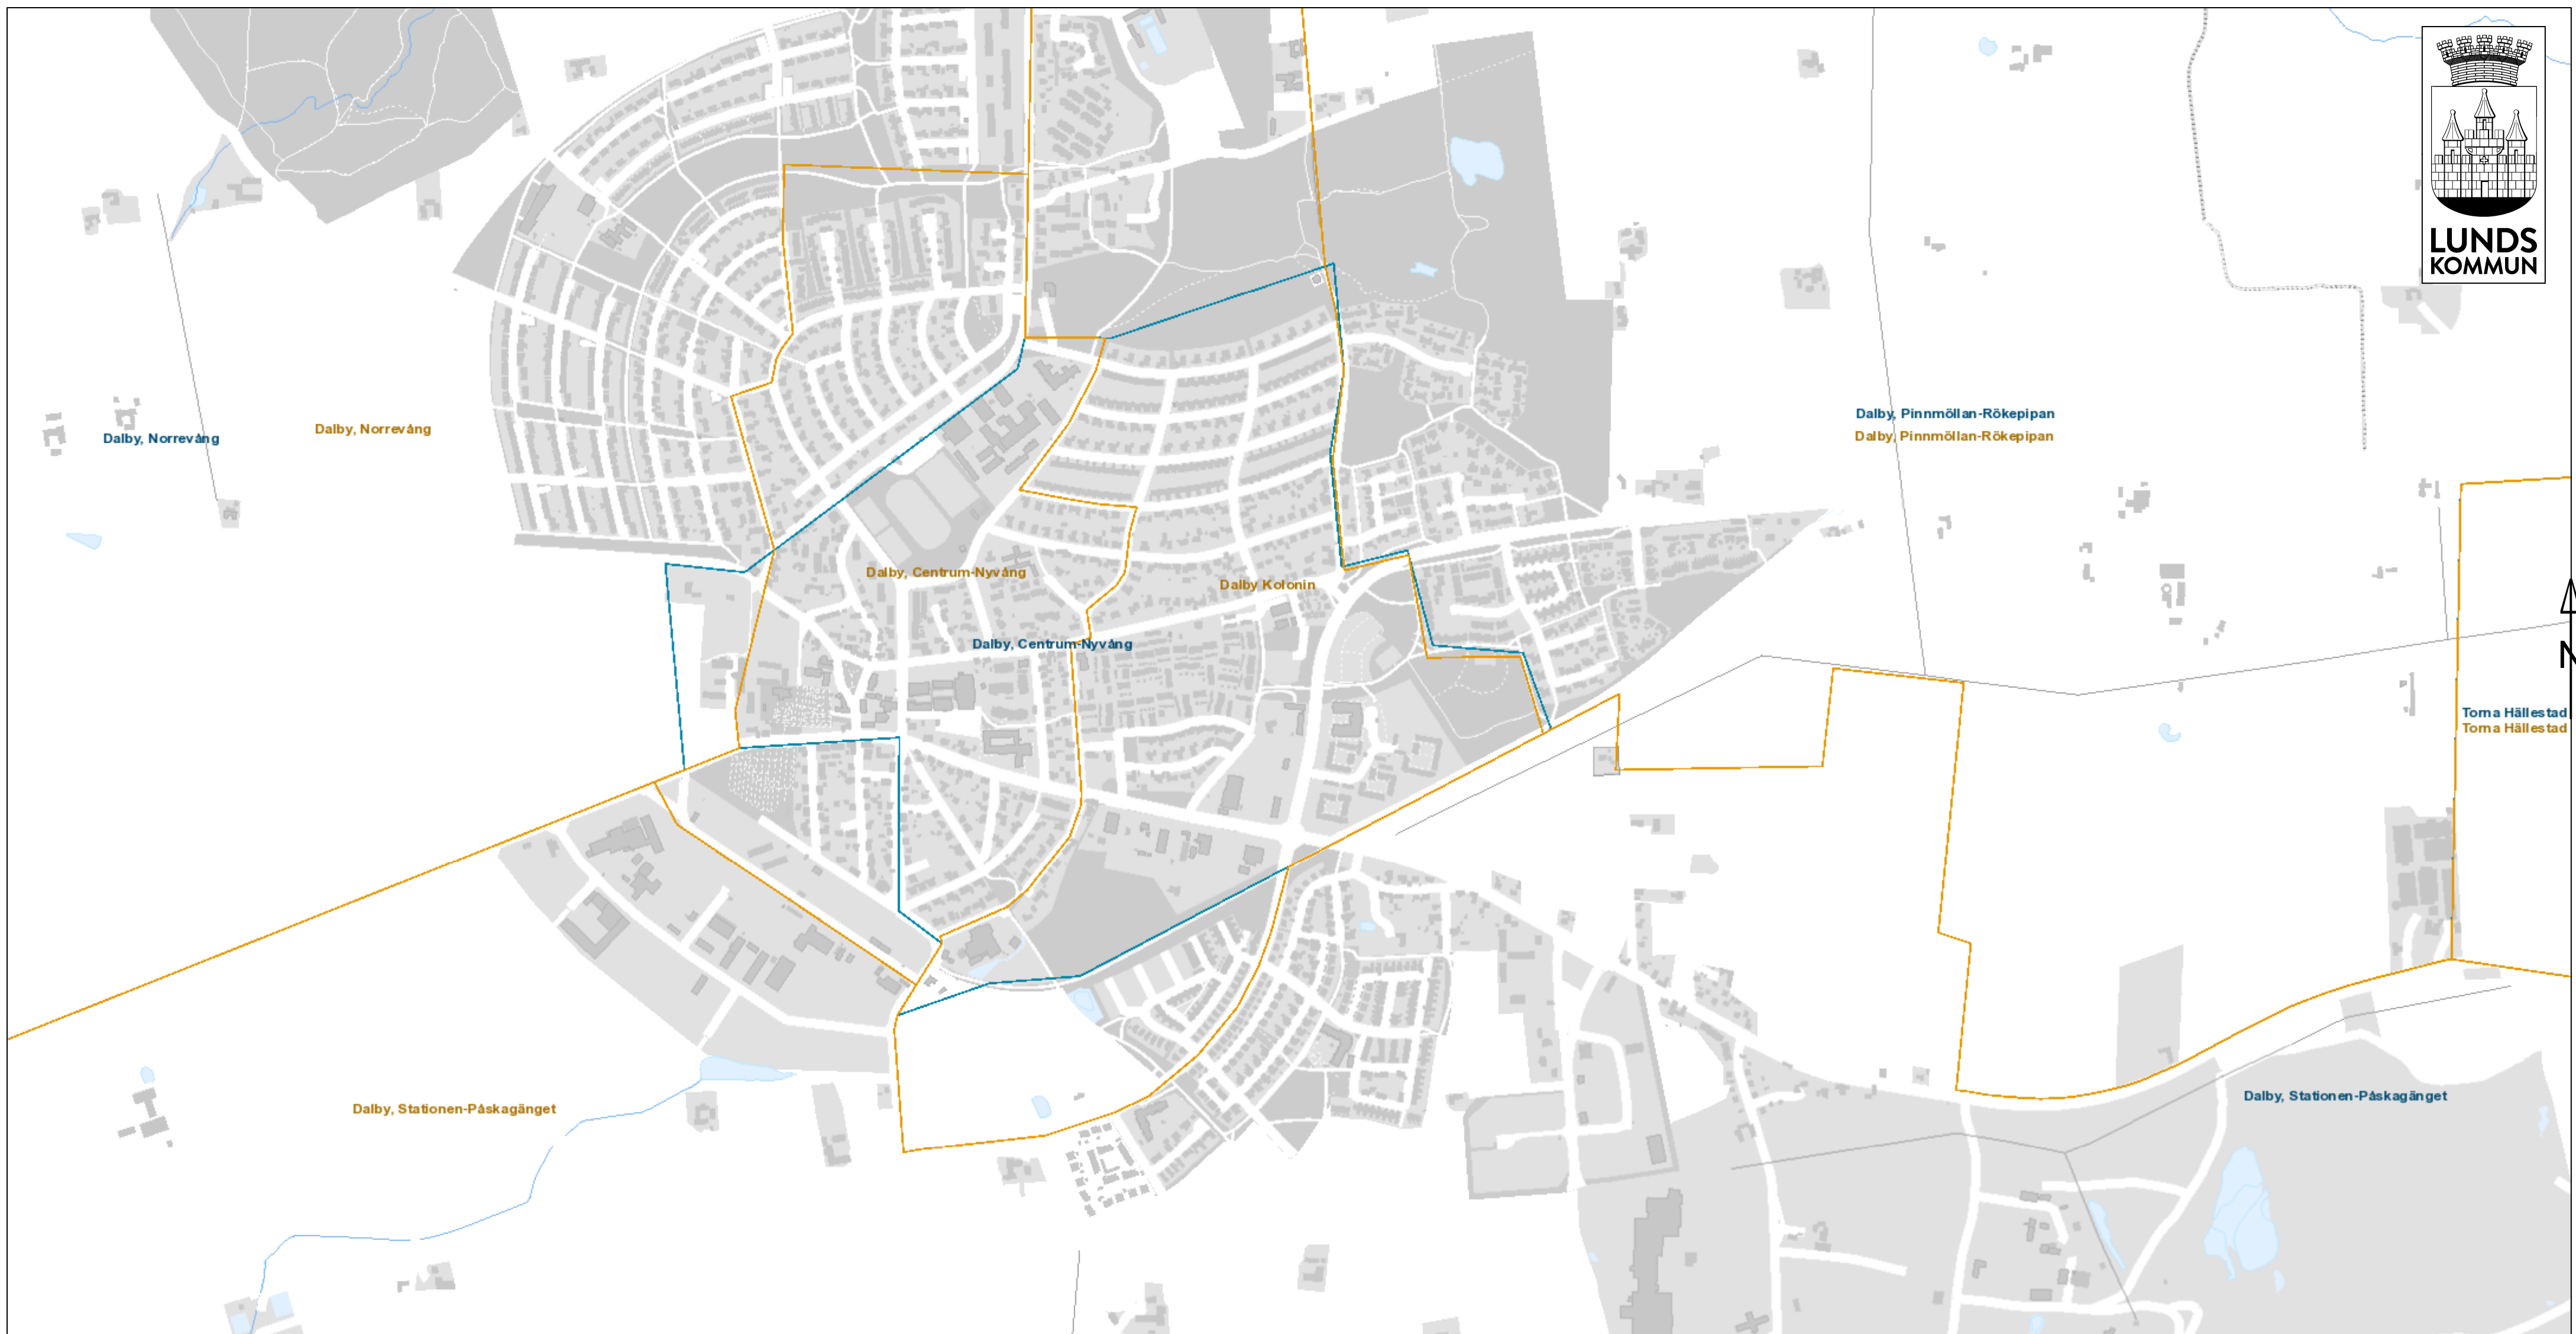 LUNDS
KOMMUN
Dalby, Pinnmöllan-Rökepipan
Dalby, Norrevång
Dalby, Norrevång
Dalby, Pinnmöllan-Rökepipan
Dalby, Centrum-Nyvång
Dalby Kolonin
Dalby, Centrum-Nyvång
N
Torna Hällestad
Torna Hällestad
Dalby, Stationen-Påskagänget
Dalby, Stationen-Påskagänget